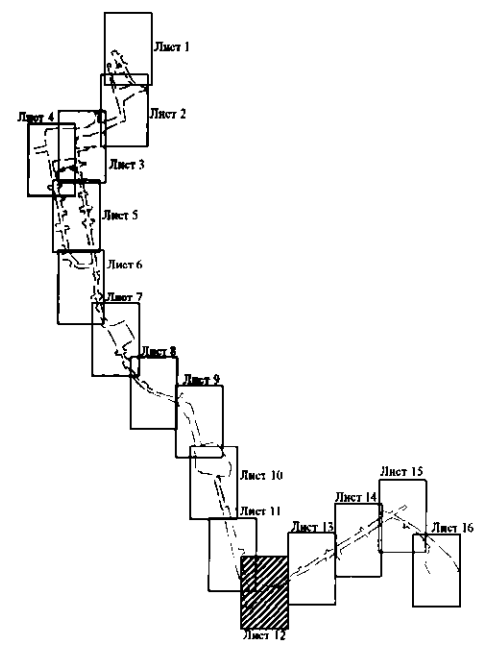 Лист 1
Лист 2
Лист 4
Лист 3
Лист 5
Лист 6
Лист 7
Лист 8
Лист 9
Лист 10
Лист 11
Лист 15
Лист 14
Лист 13
Лист 16
Лист 12